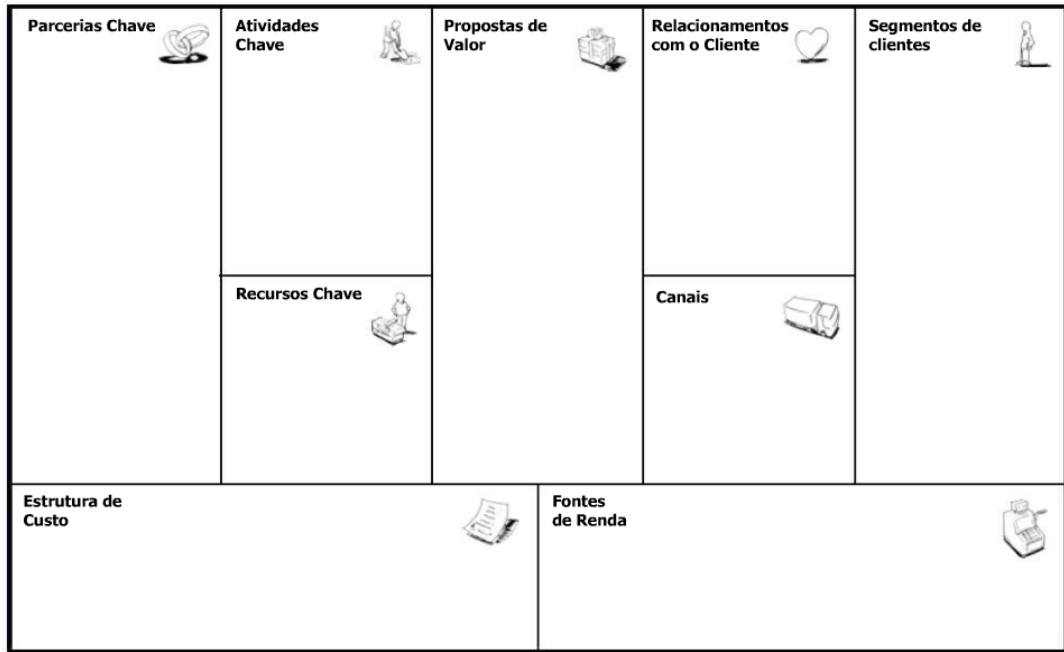 Parcerias Chave
Atividades
Chave
Propostas de
Valor
Relacionamentos
com o Cliente
Segmentos de
clientes
Recursos Chave
Canais
Estrutura de
Custo
Fontes
de Renda